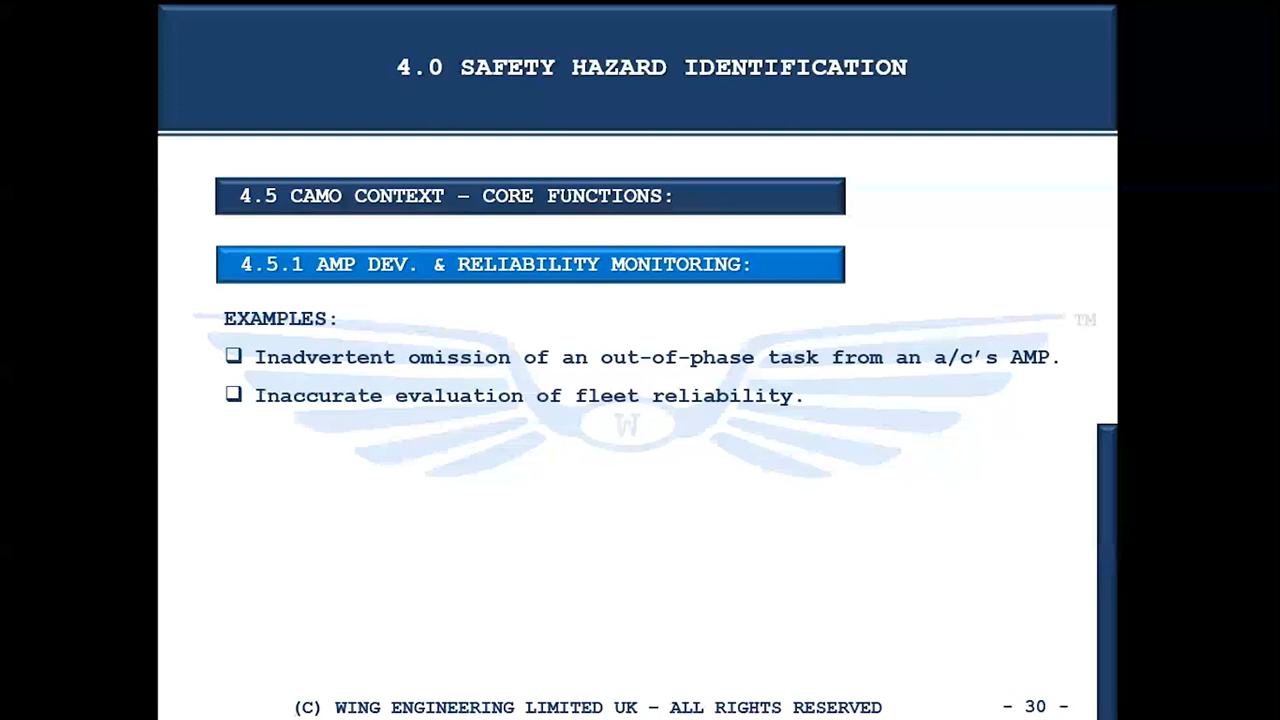 4.0 SAFETY HAZARD IDENTIFICATION
4.5 CAMO CONTEXT – CORE FUNCTIONS:
4.5.1 AMP DEV. & RELIABILITY MONITORING:
EXAMPLES:
❑ Inadvertent omission of an out-of-phase task from an a/c’s AMP.
❑ Inaccurate evaluation of fleet reliability.
TM
W
(C) WING ENGINEERING LIMITED UK – ALL RIGHTS RESERVED - 30 -